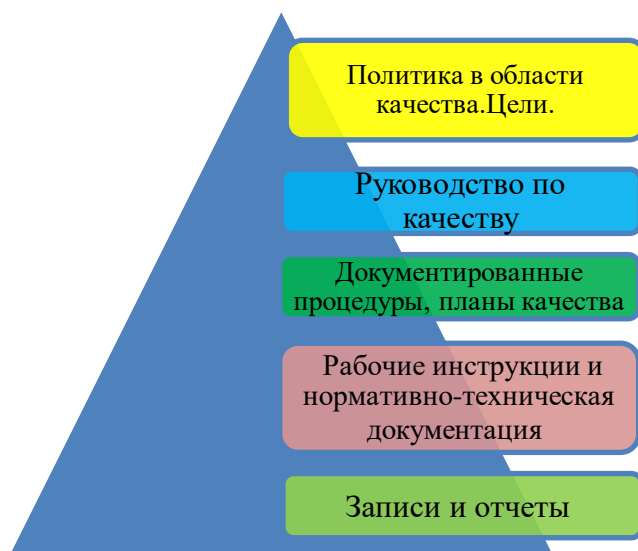 Политика в области
качества.Цели.
Руководство по
качеству
Документированные
процедуры, планы качества
Рабочие инструкции и
нормативно-техническая
документация
Записи и отчеты